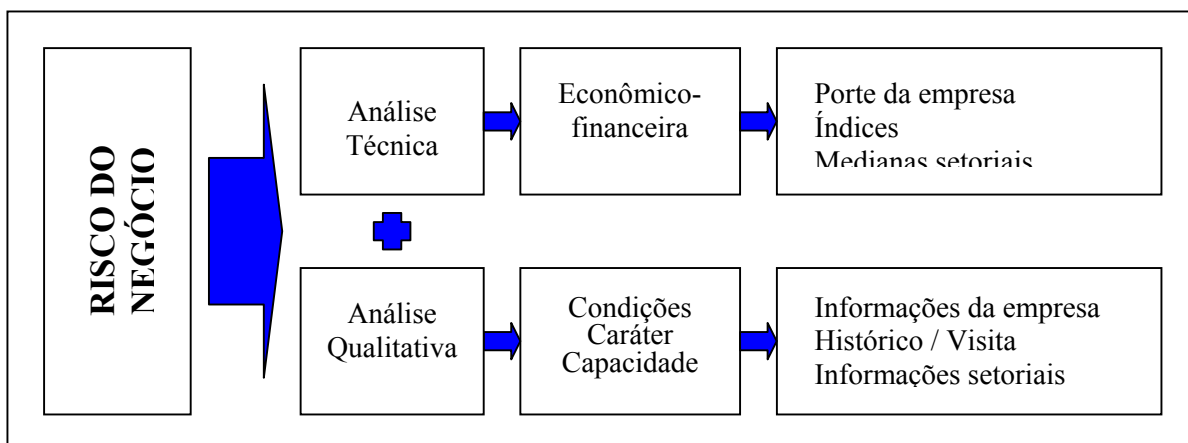 RISCO DO
NEGÓCIO
Análise
Técnica
Econômico-
financeira
Porte da empresa
Índices
Medianas setoriais
Análise
Qualitativa
Condições
Caráter
Capacidade
Informações da empresa
Histórico / Visita
Informações setoriais